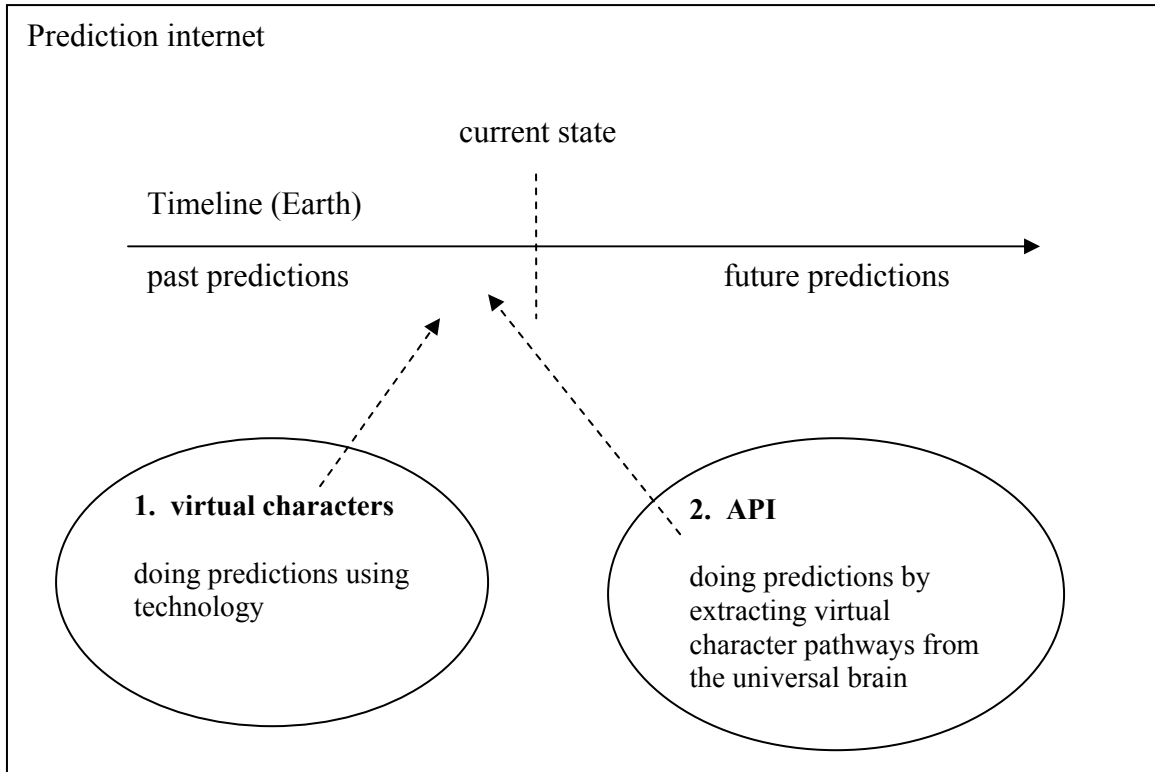 Prediction internet
current state
Timeline (Earth)
past predictions
future predictions
1. virtual characters
doing predictions using
technology
2. API
doing predictions by
extracting virtual
character pathways from
the universal brain